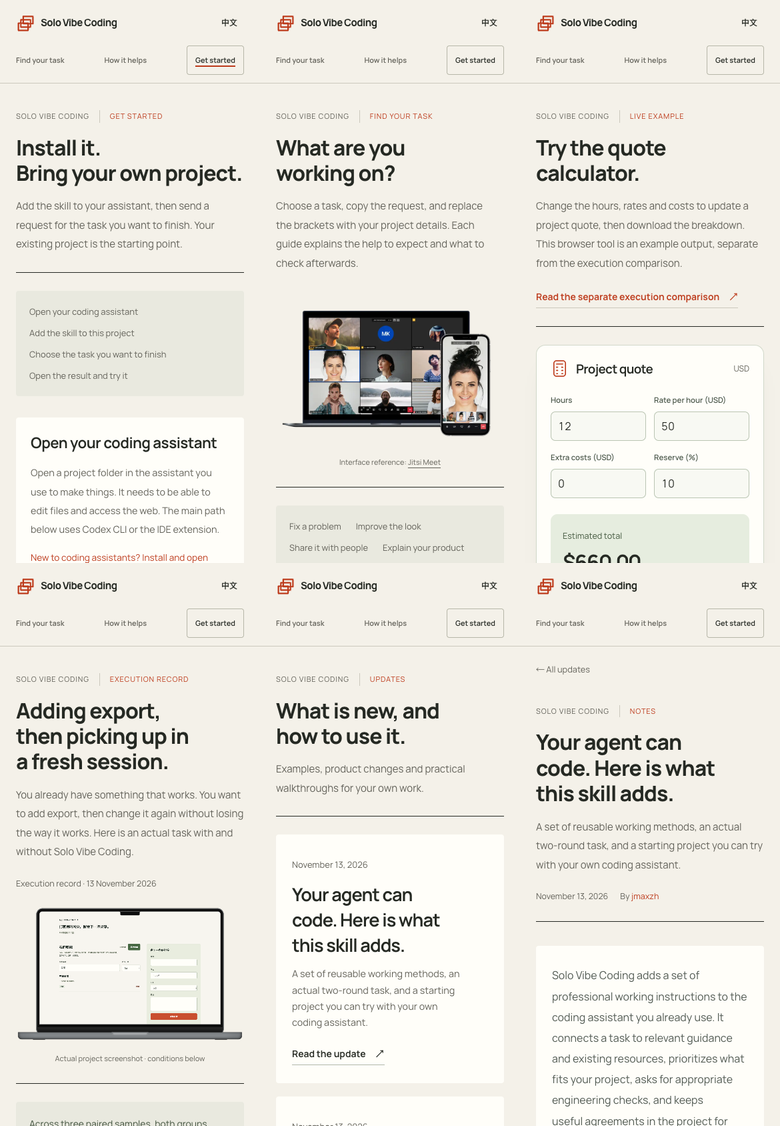 Solo Vibe Coding
中文
Find your task
How it helps
Get started
SOLO VIBE CODING
GET STARTED
Install it.
Bring your own project.
Add the skill to your assistant, then send a
request for the task you want to finish. Your
existing project is the starting point.
Open your coding assistant
Add the skill to this project
Choose the task you want to finish
Open the result and try it
Open your coding assistant
Open a project folder in the assistant you
use to make things. It needs to be able to
edit files and access the web. The main path
below uses Codex CLI or the IDE extension.
New to coding assistants? Install and open
Solo Vibe Coding
中文
Find your task
How it helps
Get started
SOLO VIBE CODING
FIND YOUR TASK
What are you
working on?
Choose a task, copy the request, and replace
the brackets with your project details. Each
guide explains the help to expect and what to
check afterwards.
MK
Interface reference: Jitsi Meet
Fix a problem
Improve the look
Share it with people
Explain your product
Solo Vibe Coding
中文
Find your task
How it helps
Get started
SOLO VIBE CODING
LIVE EXAMPLE
Try the quote
calculator.
Change the hours, rates and costs to update a
project quote, then download the breakdown.
This browser tool is an example output, separate
from the execution comparison.
Read the separate execution comparison ↗
Project quote
USD
Hours
Rate per hour (USD)
12
50
Extra costs (USD)
Reserve (%)
0
10
Estimated total
$660.00
Solo Vibe Coding
中文
Find your task
How it helps
Get started
SOLO VIBE CODING
EXECUTION RECORD
Adding export,
then picking up in
a fresh session.
You already have something that works. You want
to add export, then change it again without losing
the way it works. Here is an actual task with and
without Solo Vibe Coding.
Execution record · 13 November 2026
Actual project screenshot · conditions below
Across three paired samples, both groups
Solo Vibe Coding
中文
Find your task
How it helps
Get started
SOLO VIBE CODING
UPDATES
What is new, and
how to use it.
Examples, product changes and practical
walkthroughs for your own work.
November 13, 2026
Your agent can
code. Here is what
this skill adds.
A set of reusable working methods, an
actual two-round task, and a starting
project you can try with your own
coding assistant.
Read the update ↗
November 13, 2026
Solo Vibe Coding
中文
Find your task
How it helps
Get started
← All updates
SOLO VIBE CODING
NOTES
Your agent can
code. Here is what
this skill adds.
A set of reusable working methods, an actual
two-round task, and a starting project you can try
with your own coding assistant.
November 13, 2026
By jmaxzh
Solo Vibe Coding adds a set of
professional working instructions to the
coding assistant you already use. It
connects a task to relevant guidance
and existing resources, prioritizes what
fits your project, asks for appropriate
engineering checks, and keeps
useful agreements in the project for